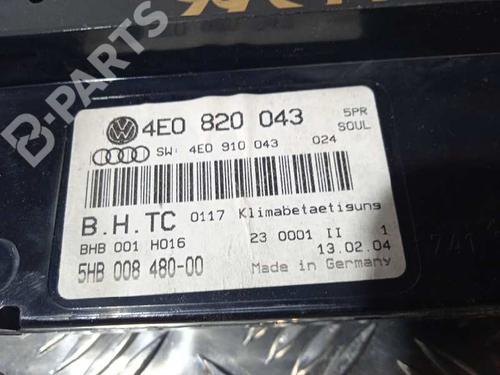 B-PARTS
4E0 820 043
5PR
SOUL
SW: 4E0 910 043 024
B.H.TC 0117 Klimabetaetigung
BHB 001 H016
23 0001 II 1
13.02.04
5HB 008 480-00
Made in Germany